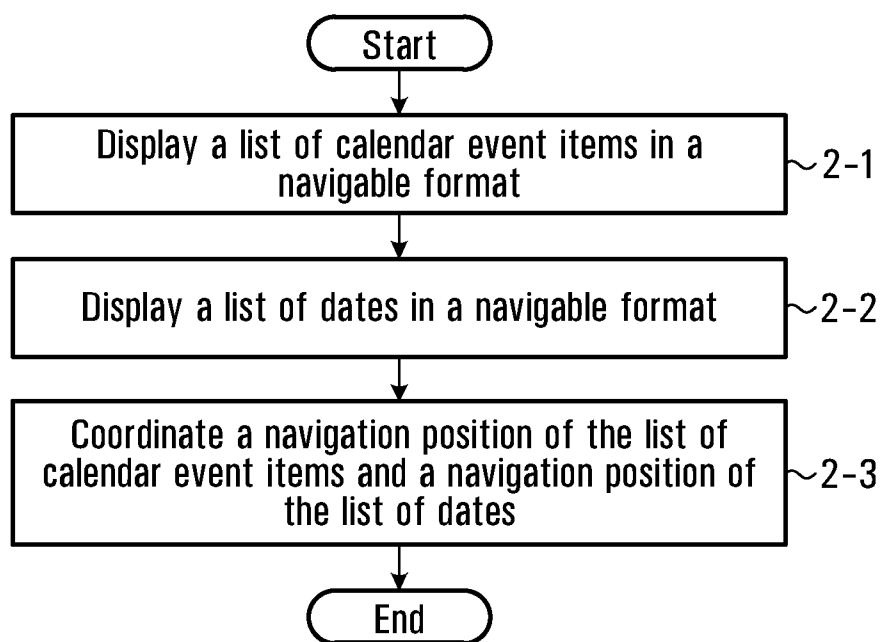 Start
Display a list of calendar event items in a
navigable format
2-1
Display a list of dates in a navigable format
2-2
Coordinate a navigation position of the list of
calendar event items and a navigation position of
the list of dates
2-3
End